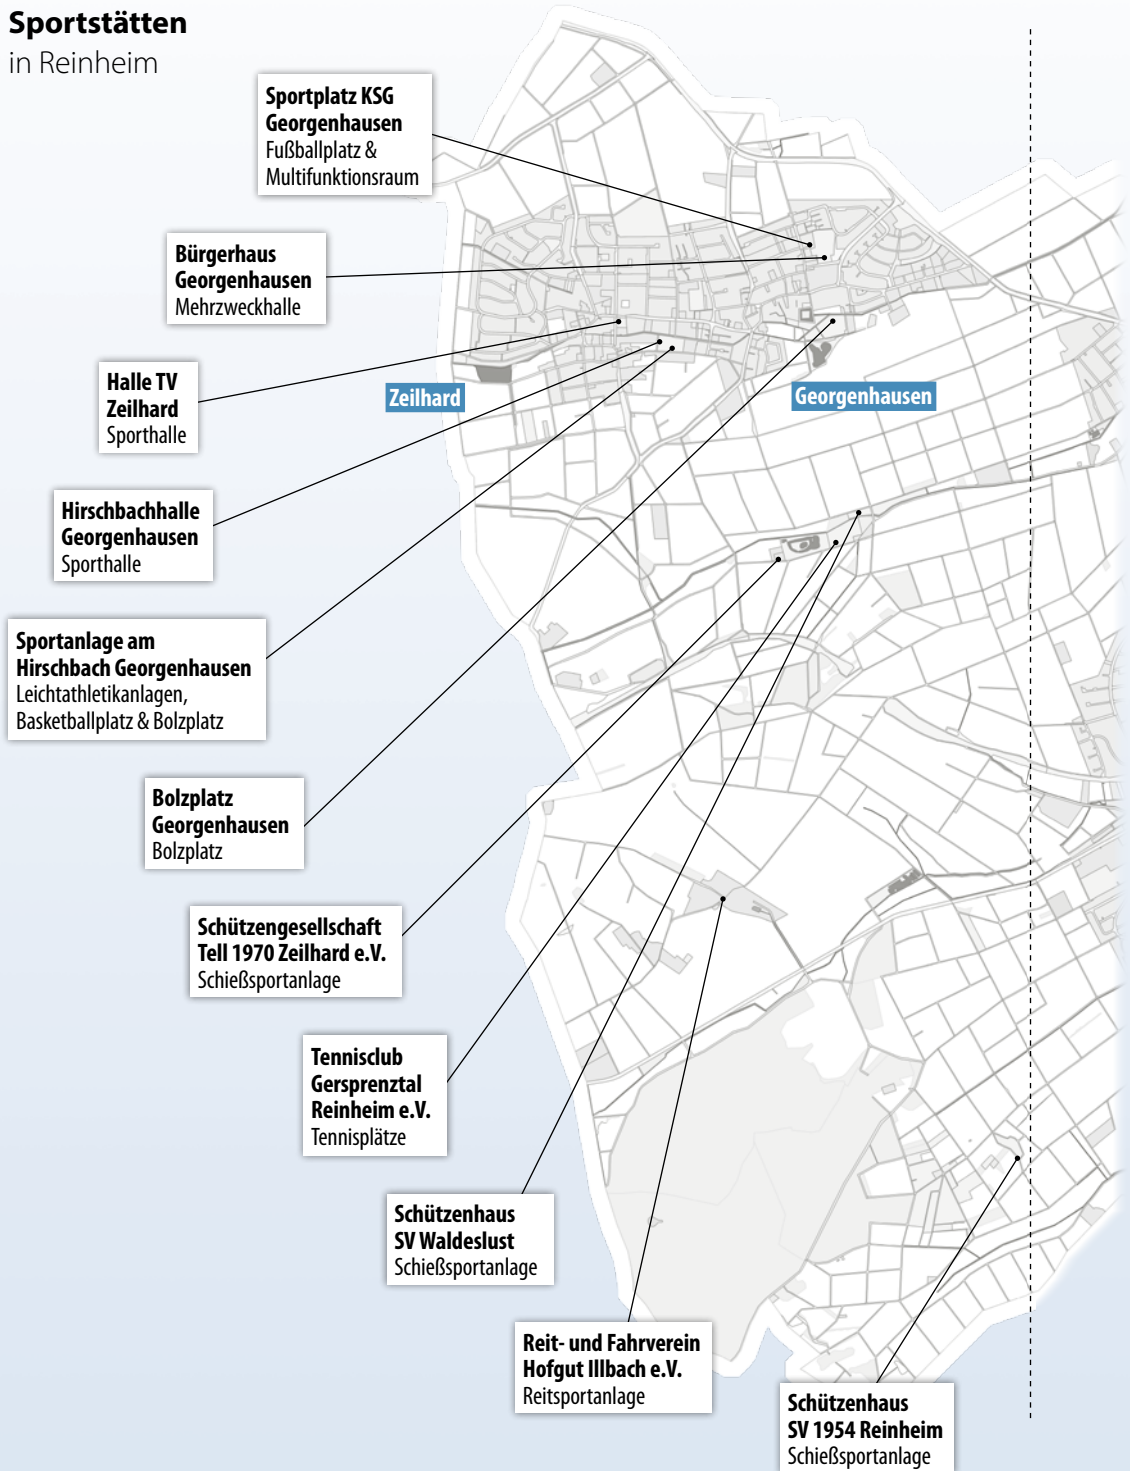 Sportstätten
in Reinheim
Sportplatz KSG
Georgenhausen
Fußballplatz &
Multifunktionsraum
Bürgerhaus
Georgenhausen
Mehrzweckhalle
Halle TV
Zeilhard
Sporthalle
Zeilhard
Georgenhausen
Hirschbachhalle
Georgenhausen
Sporthalle
Sportanlage am
Hirschbach Georgenhausen
Leichtathletikanlagen,
Basketballplatz & Bolzplatz
Bolzplatz
Georgenhausen
Bolzplatz
Schützengesellschaft
Tell 1970 Zeilhard e.V.
Schießsportanlage
Tennisclub
Gersprenztal
Reinheim e.V.
Tennisplätze
Schützenhaus
SV Waldeslust
Schießsportanlage
Reit- und Fahrverein
Hofgut Illbach e.V.
Reitsportanlage
Schützenhaus
SV 1954 Reinheim
Schießsportanlage